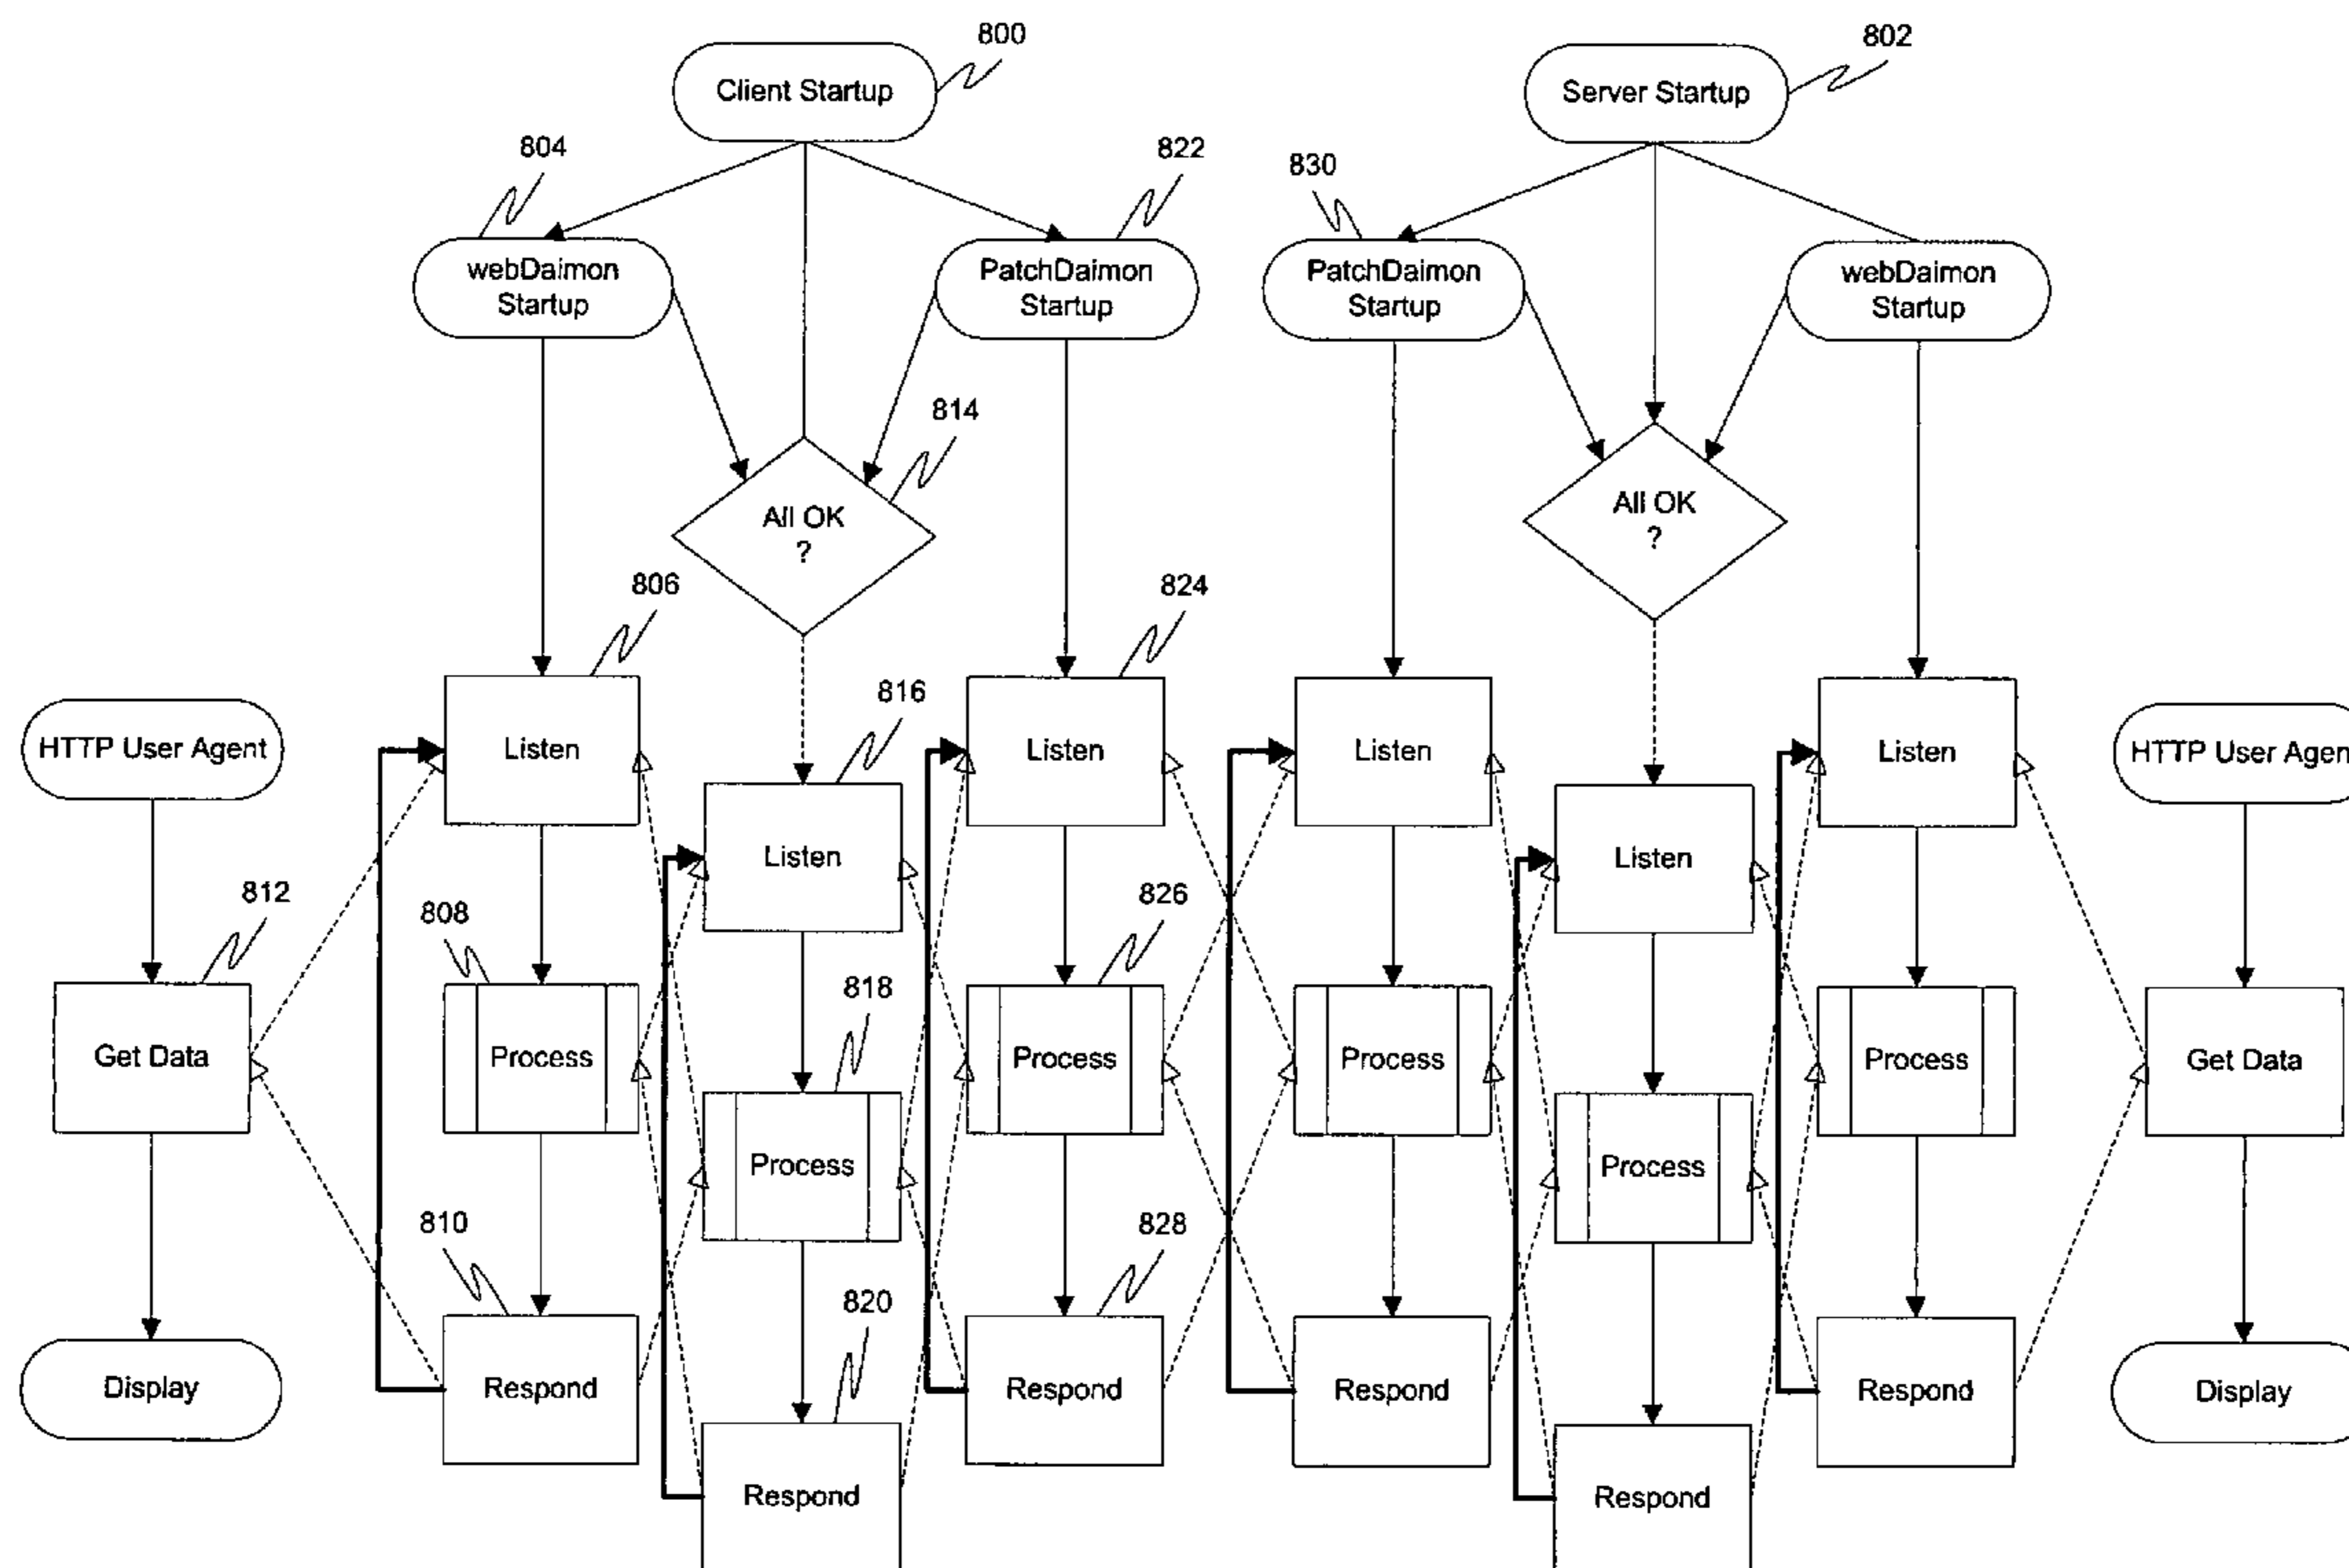 800
802
Client Startup
Server Startup
804
822
830
webDaimon
Startup
PatchDaimon
Startup
PatchDaimon
Startup
webDaimon
Startup
814
All OK
?
All OK
?
806
824
816
HTTP User Agent
Listen
Listen
Listen
Listen
HTTP User Agen
Listen
Listen
812
808
826
818
Get Data
Process
Process
Process
Process
Get Data
Process
Process
810
828
820
Display
Respond
Respond
Respond
Respond
Display
Respond
Respond